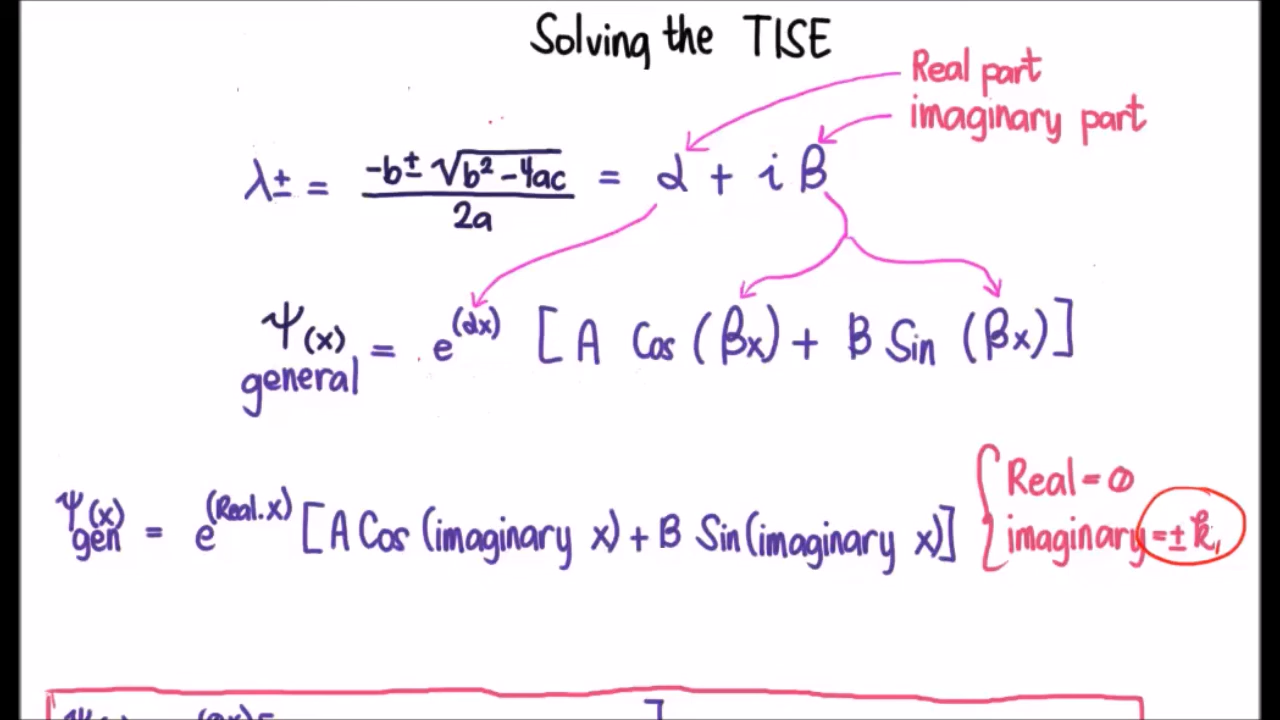 Solving the TISE
Real part
imaginary part
λ± = (-b ± √(b² - 4ac)) / 2a = α + i β
Ψ(x) general = e^(αx) [A Cos (βx) + B Sin (βx)]
Ψ(x) gen = e^(Real.x) [A Cos (imaginary x) + B Sin (imaginary x)]
Real = 0
imaginary = ± k₁